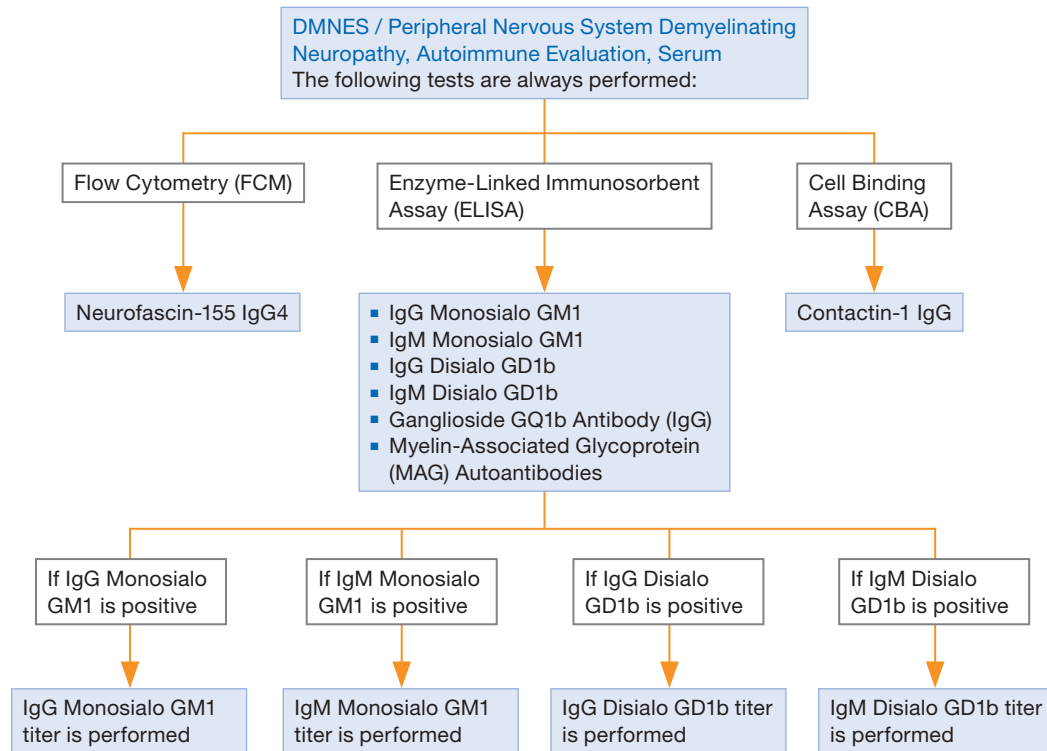 DMNES / Peripheral Nervous System Demyelinating
Neuropathy, Autoimmune Evaluation, Serum
The following tests are always performed:
Flow Cytometry (FCM)
Enzyme-Linked Immunosorbent
Assay (ELISA)
Cell Binding
Assay (CBA)
Neurofascin-155 IgG4
▪ IgG Monosialo GM1
▪ IgM Monosialo GM1
▪ IgG Disialo GD1b
▪ IgM Disialo GD1b
▪ Ganglioside GQ1b Antibody (IgG)
▪ Myelin-Associated Glycoprotein
(MAG) Autoantibodies
Contactin-1 IgG
If IgG Monosialo
GM1 is positive
If IgM Monosialo
GM1 is positive
If IgG Disialo
GD1b is positive
If IgM Disialo
GD1b is positive
IgG Monosialo GM1
titer is performed
IgM Monosialo GM1
titer is performed
IgG Disialo GD1b titer
is performed
IgM Disialo GD1b titer
is performed